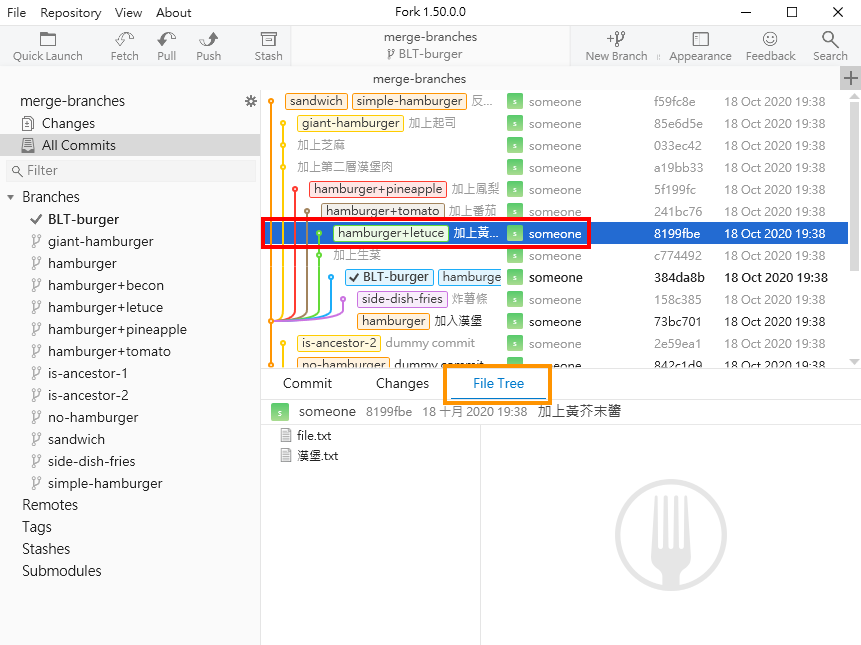 File Repository View About Fork 1.50.0.0
Quick Launch Fetch Pull Push Stash merge-branches BLT-burger New Branch Appearance Feedback Search
merge-branches
merge-branches
Changes
All Commits
Filter
Branches
BLT-burger
giant-hamburger
hamburger
hamburger+becon
hamburger+letuce
hamburger+pineapple
hamburger+tomato
is-ancestor-1
is-ancestor-2
no-hamburger
sandwich
side-dish-fries
simple-hamburger
Remotes
Tags
Stashes
Submodules
sandwich simple-hamburger 反... s someone f59fc8e 18 Oct 2020 19:38
giant-hamburger 加上起司 s someone 85e6d5e 18 Oct 2020 19:38
加上芝麻 s someone 033ec42 18 Oct 2020 19:38
加上第二層漢堡肉 s someone a19bb33 18 Oct 2020 19:38
hamburger+pineapple 加上鳳梨 s someone 5f199fc 18 Oct 2020 19:38
hamburger+tomato 加上番茄 s someone 241bc76 18 Oct 2020 19:38
hamburger+letuce 加上黃... s someone 8199fbe 18 Oct 2020 19:38
加上生菜 s someone c774492 18 Oct 2020 19:38
BLT-burger hamburge s someone 384da8b 18 Oct 2020 19:38
side-dish-fries 炸薯條 s someone 158c385 18 Oct 2020 19:38
hamburger 加入漢堡 s someone 73bc701 18 Oct 2020 19:38
is-ancestor-2 dummy commit s someone 2e59ea1 18 Oct 2020 19:38
no-hamburger dummy commit someone 842c1d9 18 Oct 2020 19:38
Commit Changes File Tree
s someone 8199fbe 18 十月 2020 19:38 加上黃芥末醬
file.txt
漢堡.txt